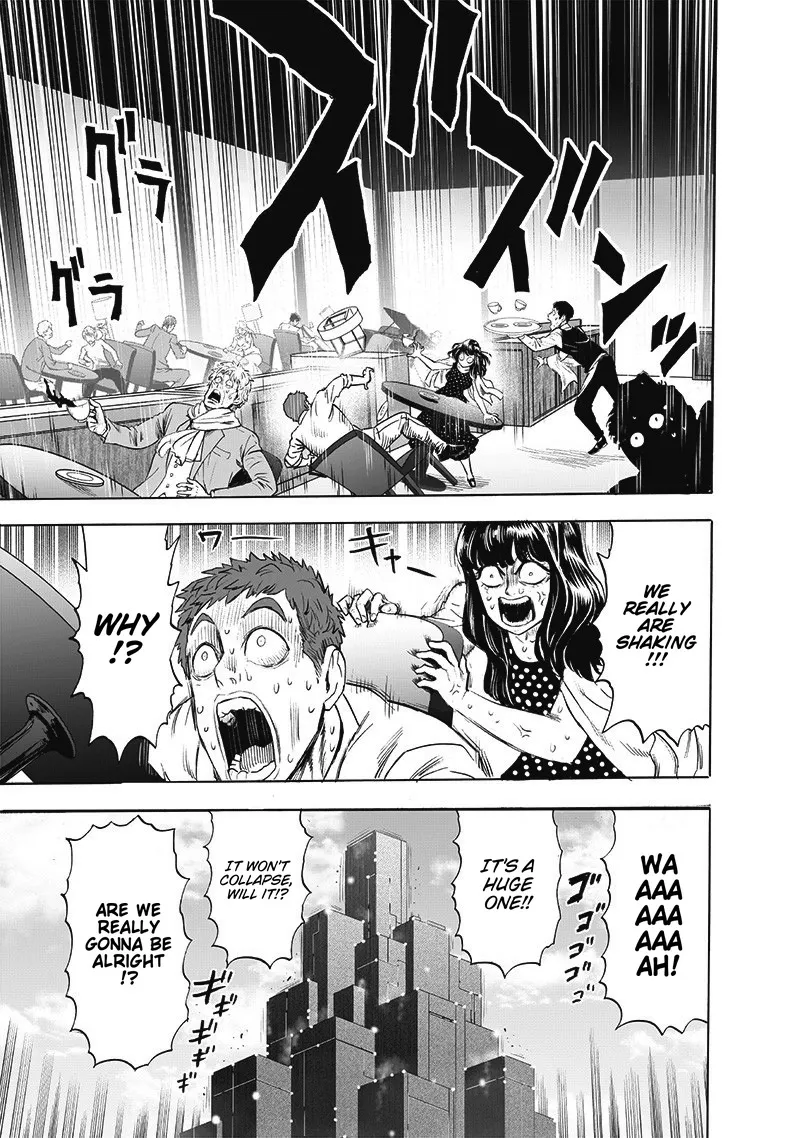 ズズズン
グラ
グラ
WE
REALLY
ARE
SHAKING
!!!
キャー
ワー
WHY
!?
WA
AAA
AAA
AAA
AH!
IT'S A
HUGE
ONE!!
ゴゴゴゴ
IT WON'T
COLLAPSE,
WILL IT!?
ARE WE
REALLY
GONNA BE
ALRIGHT
!?
ギギギギ